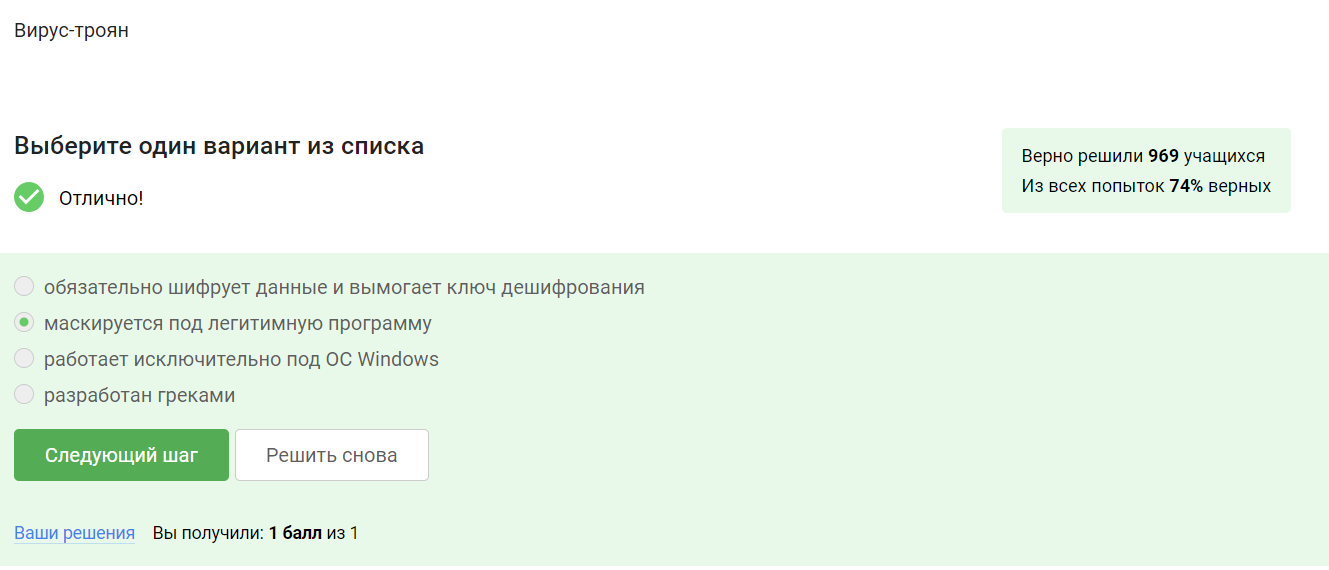 Вирус-троян
Выберите один вариант из списка
Отлично!
Верно решили 969 учащихся
Из всех попыток 74% верных
обязательно шифрует данные и вымогает ключ дешифрования
маскируется под легитимную программу
работает исключительно под ОС Windows
разработан греками
Следующий шаг
Решить снова
Ваши решения Вы получили: 1 балл из 1